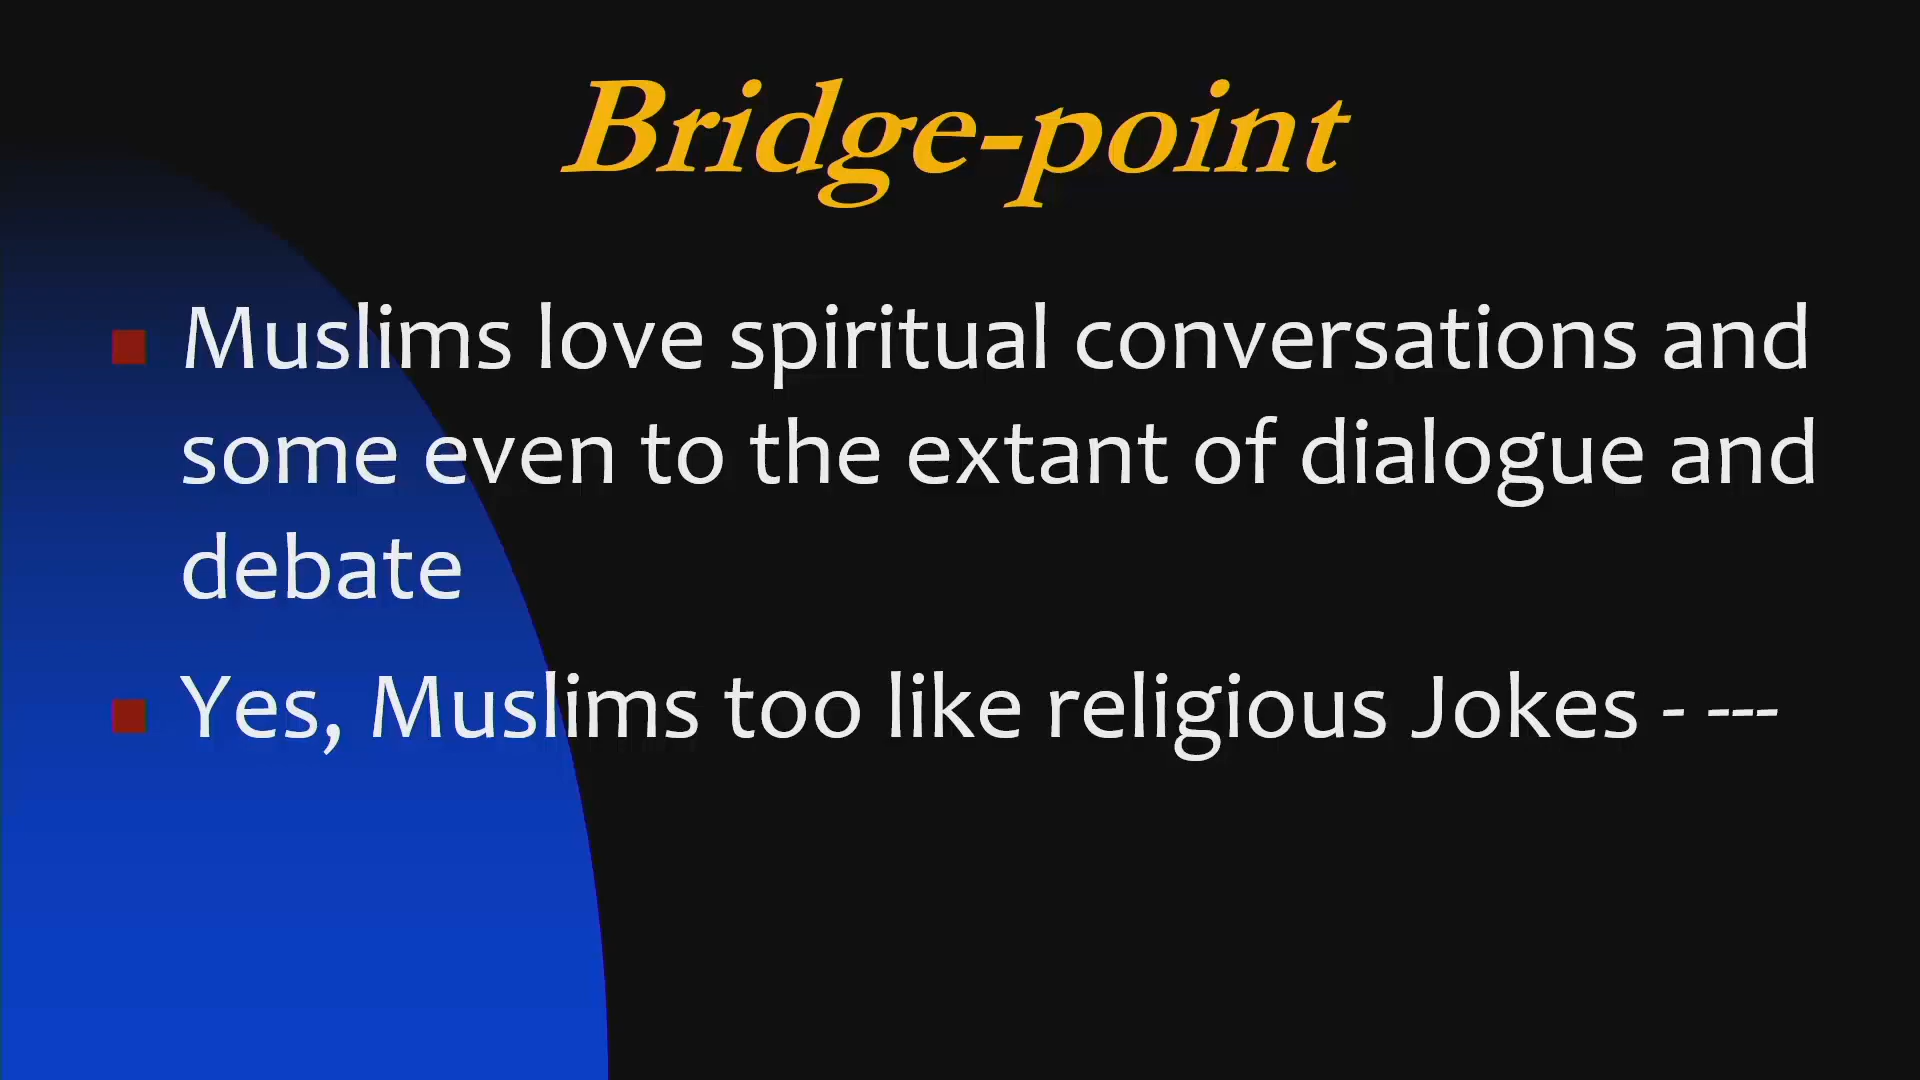 Bridge-point
Muslims love spiritual conversations and
some even to the extant of dialogue and
debate
Yes, Muslims too like religious Jokes - ---